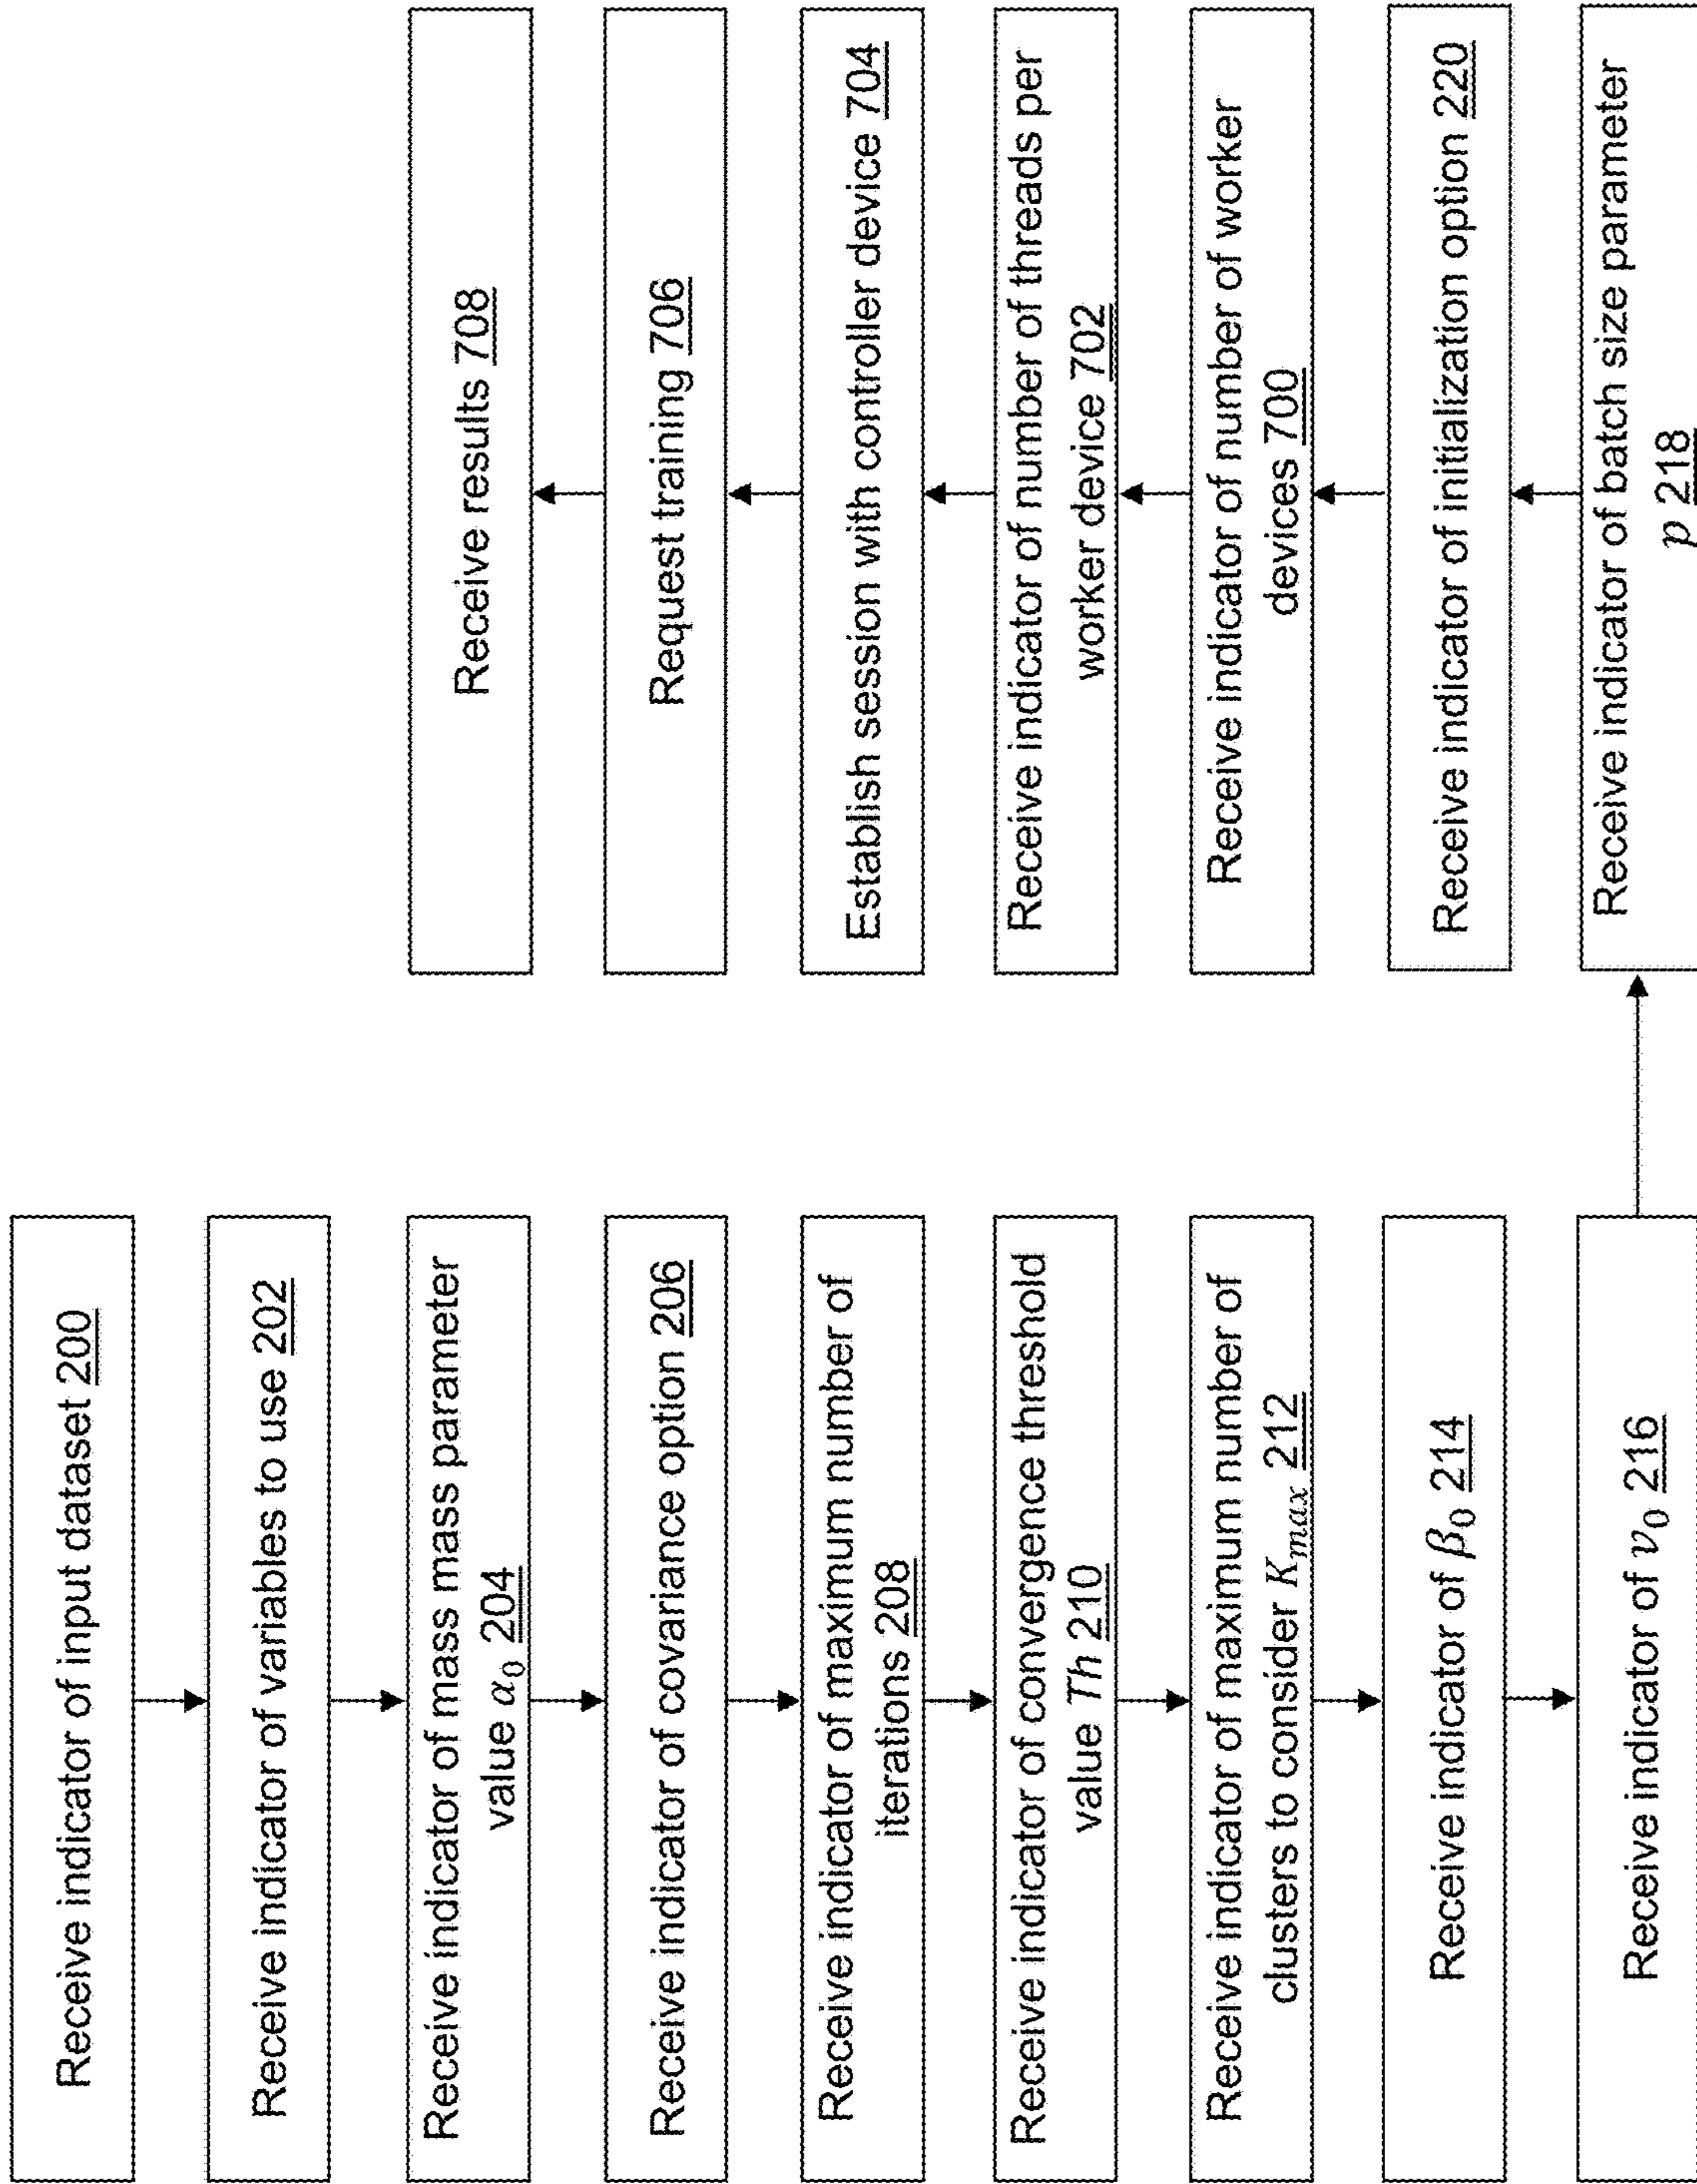 Receive indicator of input dataset 200
Receive indicator of variables to use 202
Receive indicator of mass mass parameter
value α₀ 204
Receive indicator of covariance option 206
Receive indicator of maximum number of
iterations 208
Receive indicator of convergence threshold
value Th 210
Receive indicator of maximum number of
clusters to consider Kmax 212
Receive indicator of β₀ 214
Receive indicator of ν₀ 216
Receive indicator of batch size parameter
p 218
Receive indicator of initialization option 220
Receive indicator of number of worker
devices 700
Receive indicator of number of threads per
worker device 702
Establish session with controller device 704
Request training 706
Receive results 708